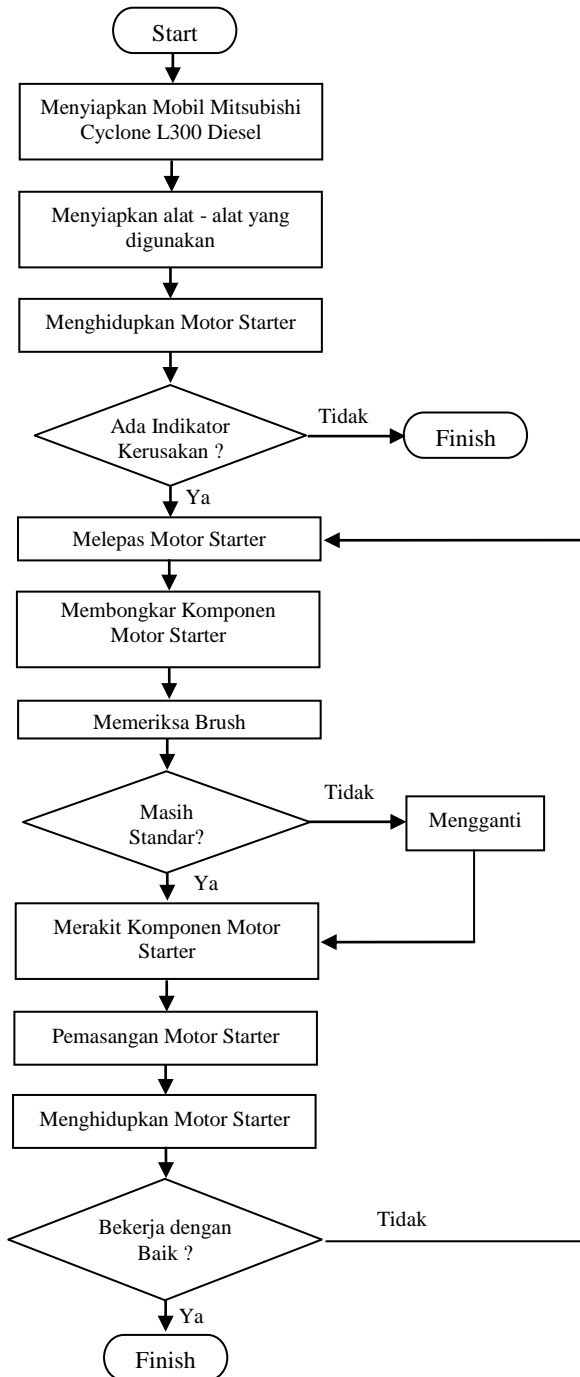 Start
Menyiapkan Mobil Mitsubishi
Cyclone L300 Diesel
Menyiapkan alat - alat yang
digunakan
Menghidupkan Motor Starter
Ada Indikator
Kerusakan ?
Tidak
Finish
Ya
Melepas Motor Starter
Membongkar Komponen
Motor Starter
Memeriksa Brush
Masih
Standar?
Tidak
Mengganti
Ya
Merakit Komponen Motor
Starter
Pemasangan Motor Starter
Menghidupkan Motor Starter
Bekerja dengan
Baik ?
Tidak
Ya
Finish